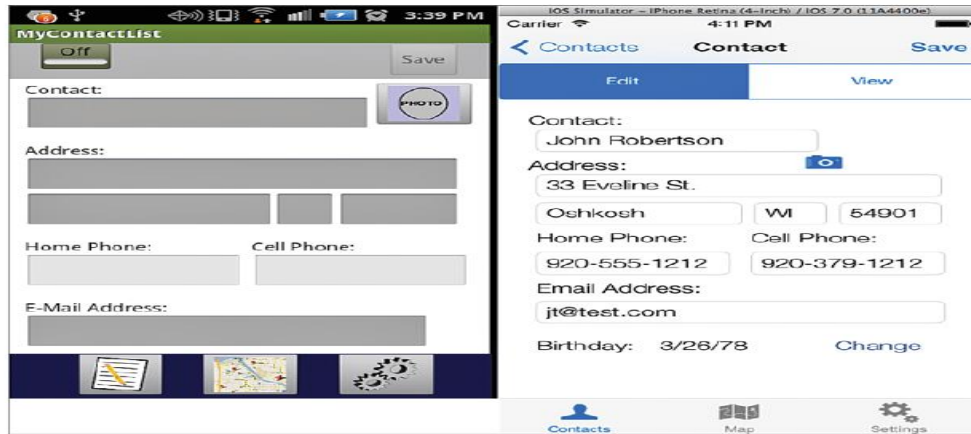 3:39 PM
MyContactList
Off
Save
Contact:
PHOTO
Address:
Home Phone:
Cell Phone:
E-Mail Address:
iOS Simulator - iPhone Retina (4-inch) / iOS 7.0 (11A4400e)
Carrier
4:11 PM
Contacts
Contact
Save
Edit
View
Contact:
John Robertson
Address:
33 Eveline St.
Oshkosh
WI
54901
Home Phone:
Cell Phone:
920-555-1212
920-379-1212
Email Address:
jt@test.com
Birthday: 3/26/78
Change
Contacts
Map
Settings